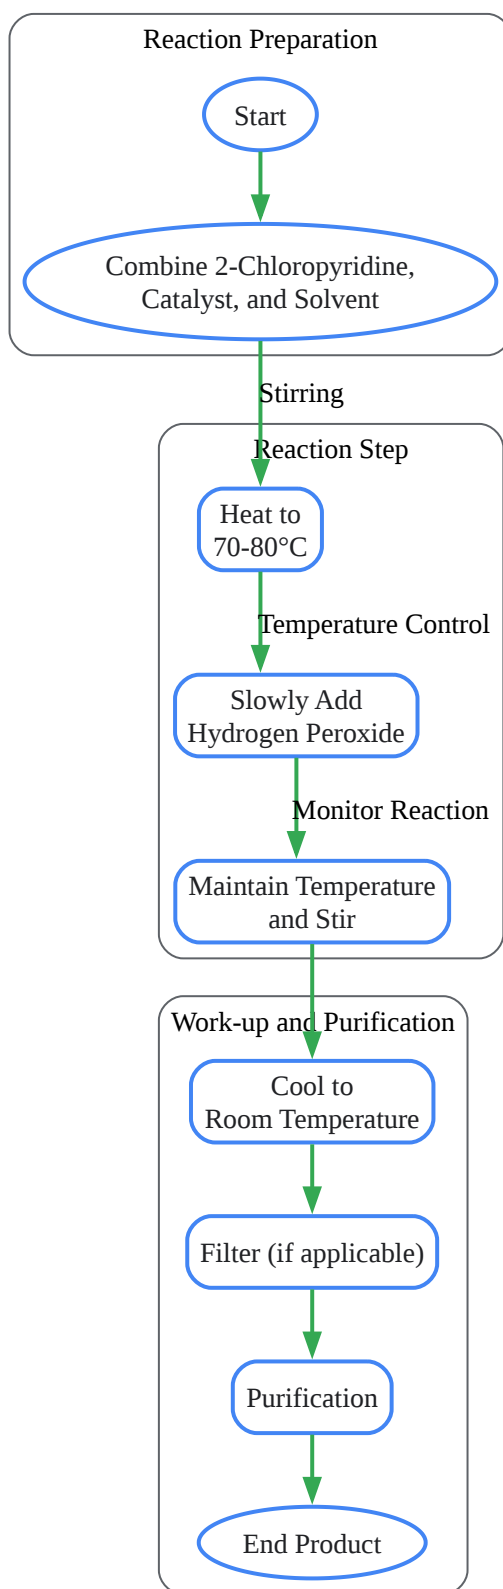 Reaction Preparation
Start
Combine 2-Chloropyridine,
Catalyst, and Solvent
Stirring
Reaction Step
Heat to
70-80°C
Temperature Control
Slowly Add
Hydrogen Peroxide
Monitor Reaction
Maintain Temperature
and Stir
Work-up and Purification
Cool to
Room Temperature
Filter (if applicable)
Purification
End Product